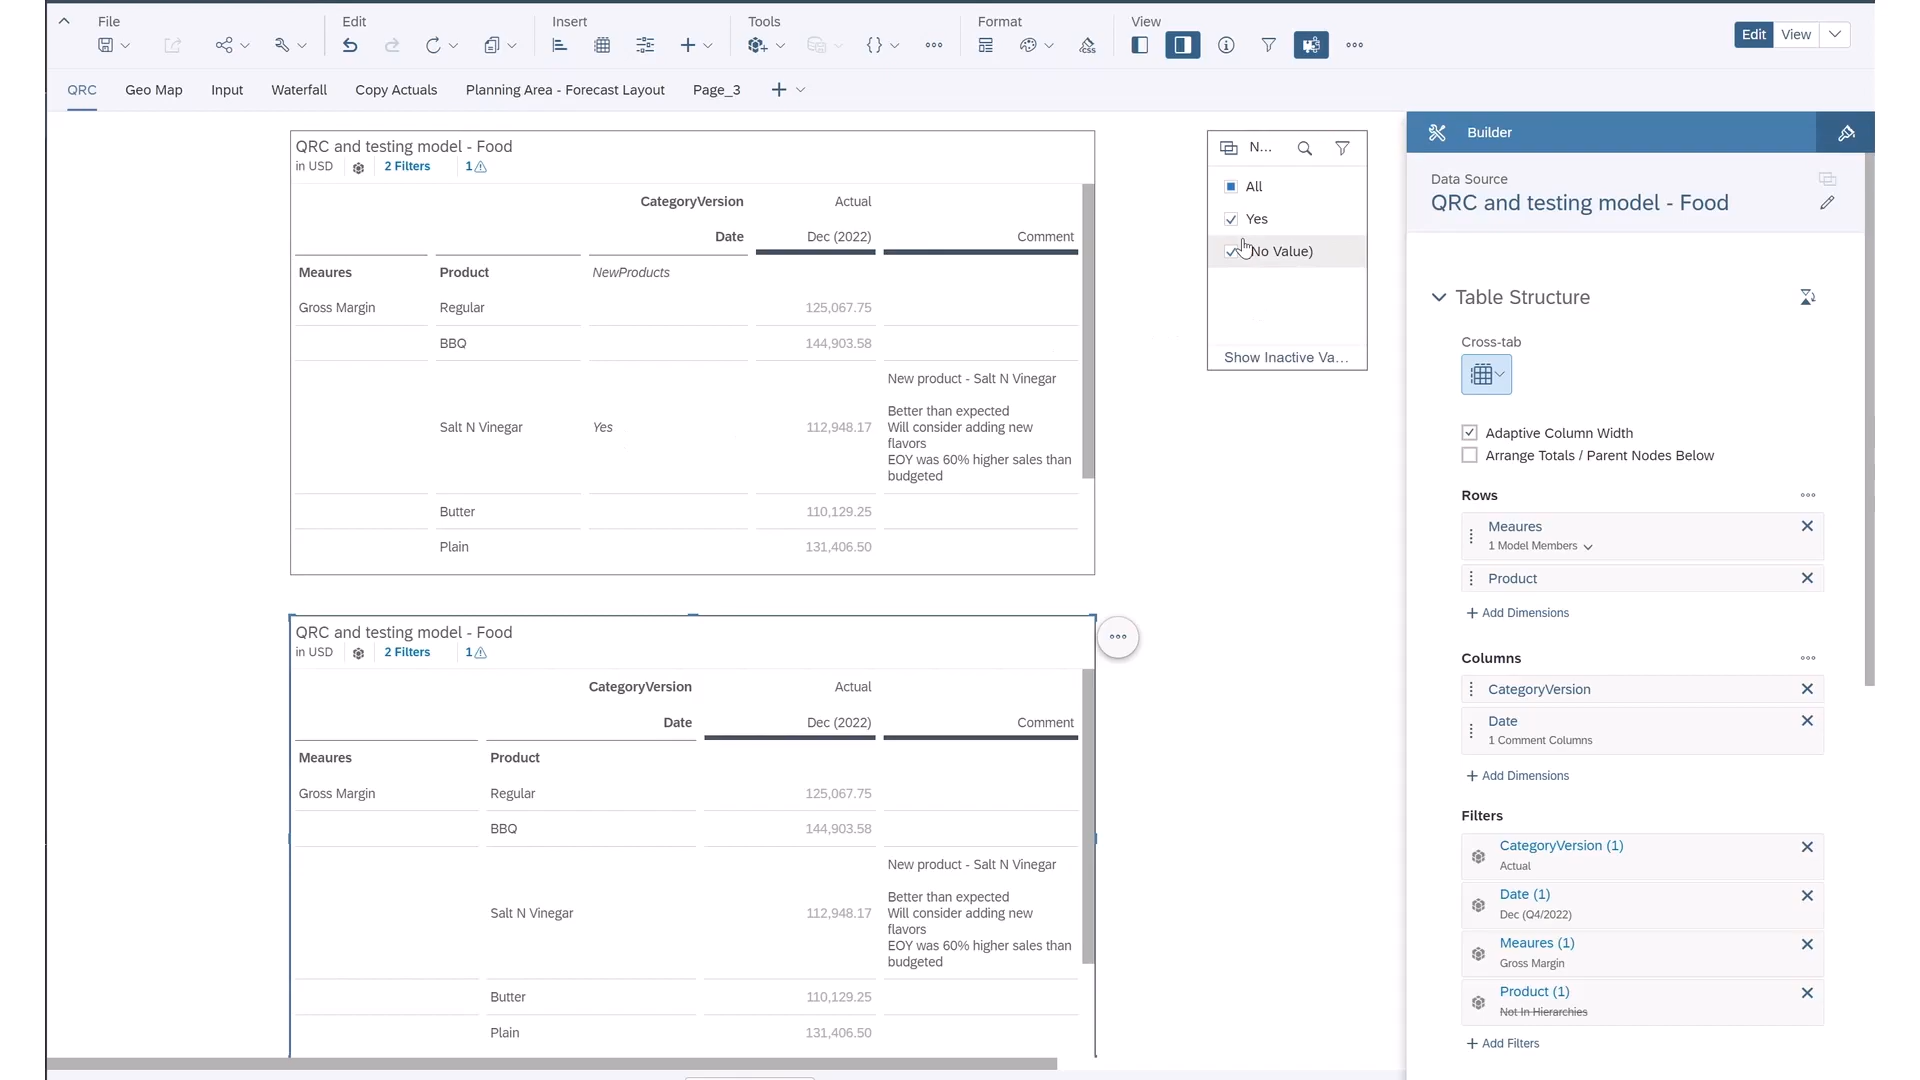 File
Edit
Insert
Tools
Format
View
Edit
View
QRC
Geo Map
Input
Waterfall
Copy Actuals
Planning Area - Forecast Layout
Page_3
QRC and testing model - Food
in USD
2 Filters
1
CategoryVersion
Actual
Date
Dec (2022)
Comment
Meaures
Product
NewProducts
Gross Margin
Regular
125,067.75
BBQ
144,903.58
New product - Salt N Vinegar
Better than expected
Salt N Vinegar
Yes
112,948.17
Will consider adding new
flavors
EOY was 60% higher sales than
budgeted
Butter
110,129.25
Plain
131,406.50
N...
All
Yes
No Value)
Show Inactive Va...
QRC and testing model - Food
in USD
2 Filters
1
CategoryVersion
Actual
Date
Dec (2022)
Comment
Meaures
Product
Gross Margin
Regular
125,067.75
BBQ
144,903.58
New product - Salt N Vinegar
Better than expected
Salt N Vinegar
112,948.17
Will consider adding new
flavors
EOY was 60% higher sales than
budgeted
Butter
110,129.25
Plain
131,406.50
Builder
Data Source
QRC and testing model - Food
Table Structure
Cross-tab
Adaptive Column Width
Arrange Totals / Parent Nodes Below
Rows
Meaures
1 Model Members
Product
+ Add Dimensions
Columns
CategoryVersion
Date
1 Comment Columns
+ Add Dimensions
Filters
CategoryVersion (1)
Actual
Date (1)
Dec (Q4/2022)
Meaures (1)
Gross Margin
Product (1)
Not In Hierarchies
+ Add Filters